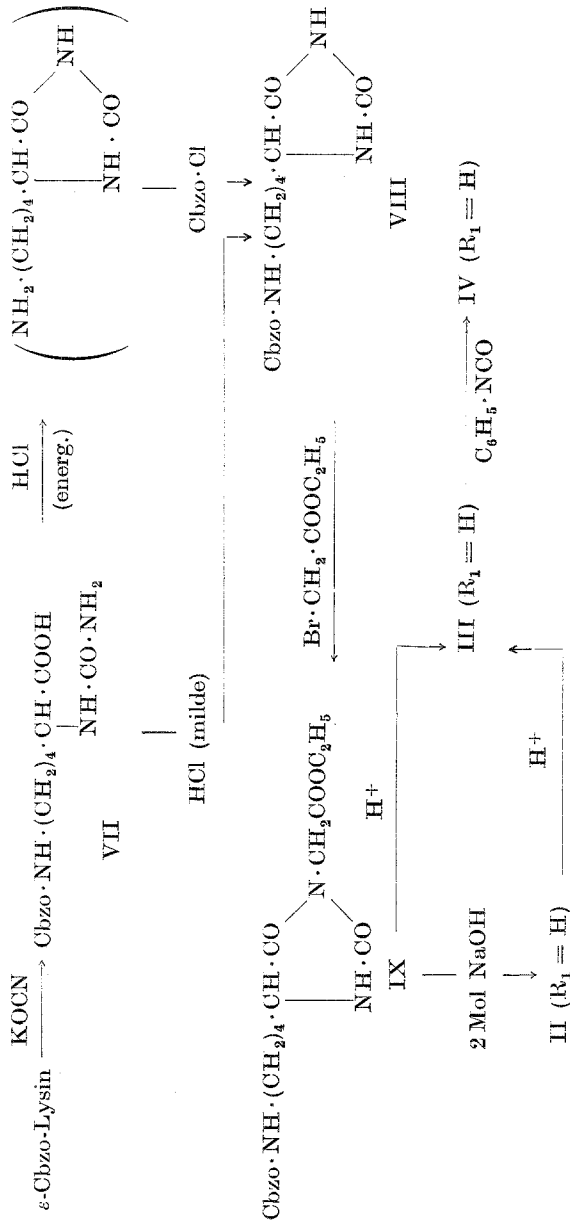 ε-Cbzo-Lysin
KOCN
Cbzo·NH·(CH₂)₄·CH·COOH
NH·CO·NH₂
VII
HCl
(energ.)
NH₂·(CH₂)₄·CH·CO
NH
NH·CO
HCl (milde)
Cbzo·Cl
Cbzo·NH·(CH₂)₄·CH·CO
NH
NH·CO
VIII
Br·CH₂·COOC₂H₅
Cbzo·NH·(CH₂)₄·CH·CO
N·CH₂COOC₂H₅
NH·CO
IX
H⁺
2 Mol NaOH
II (R₁ = H)
H⁺
III (R₁ = H)
C₆H₅·NCO
IV (R₁ = H)